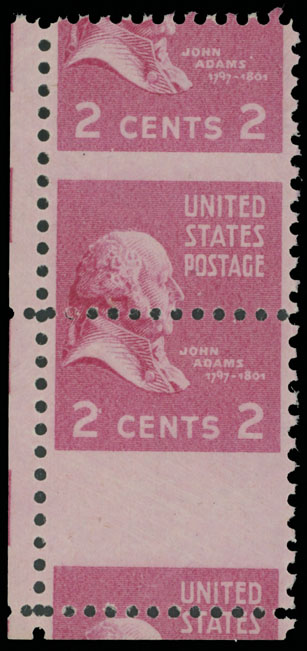 JOHN
ADAMS
1797-1801
2 CENTS 2
UNITED
STATES
POSTAGE
JOHN
ADAMS
1797-1801
2 CENTS 2
UNITED
STATES